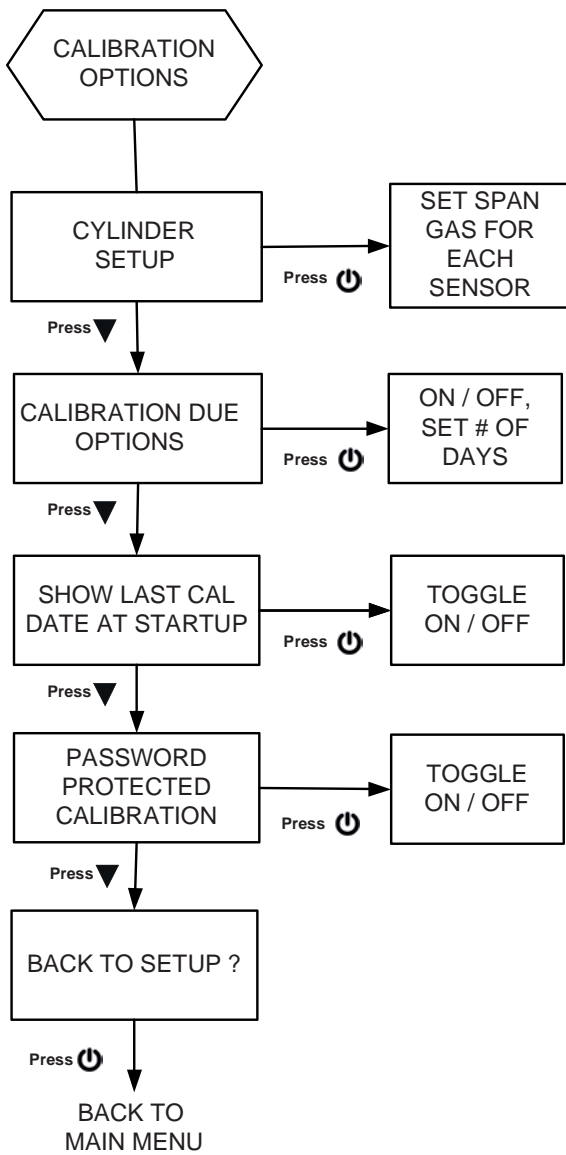 CALIBRATION
OPTIONS
CYLINDER
SETUP
Press
SET SPAN
GAS FOR
EACH
SENSOR
Press
CALIBRATION DUE
OPTIONS
Press
ON / OFF,
SET # OF
DAYS
Press
SHOW LAST CAL
DATE AT STARTUP
Press
TOGGLE
ON / OFF
Press
PASSWORD
PROTECTED
CALIBRATION
Press
TOGGLE
ON / OFF
Press
BACK TO SETUP ?
Press
BACK TO
MAIN MENU